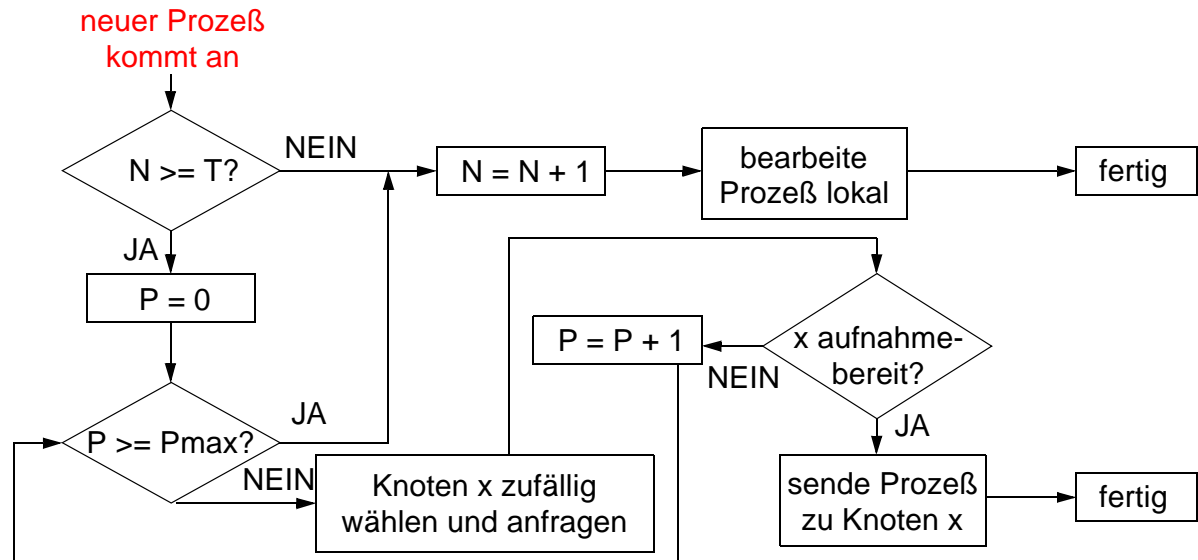 neuer Prozeß
kommt an
N >= T?
NEIN
N = N + 1
bearbeite
Prozeß lokal
fertig
JA
P = 0
P >= Pmax?
JA
NEIN
Knoten x zufällig
wählen und anfragen
P = P + 1
NEIN
x aufnahme-
bereit?
JA
sende Prozeß
zu Knoten x
fertig